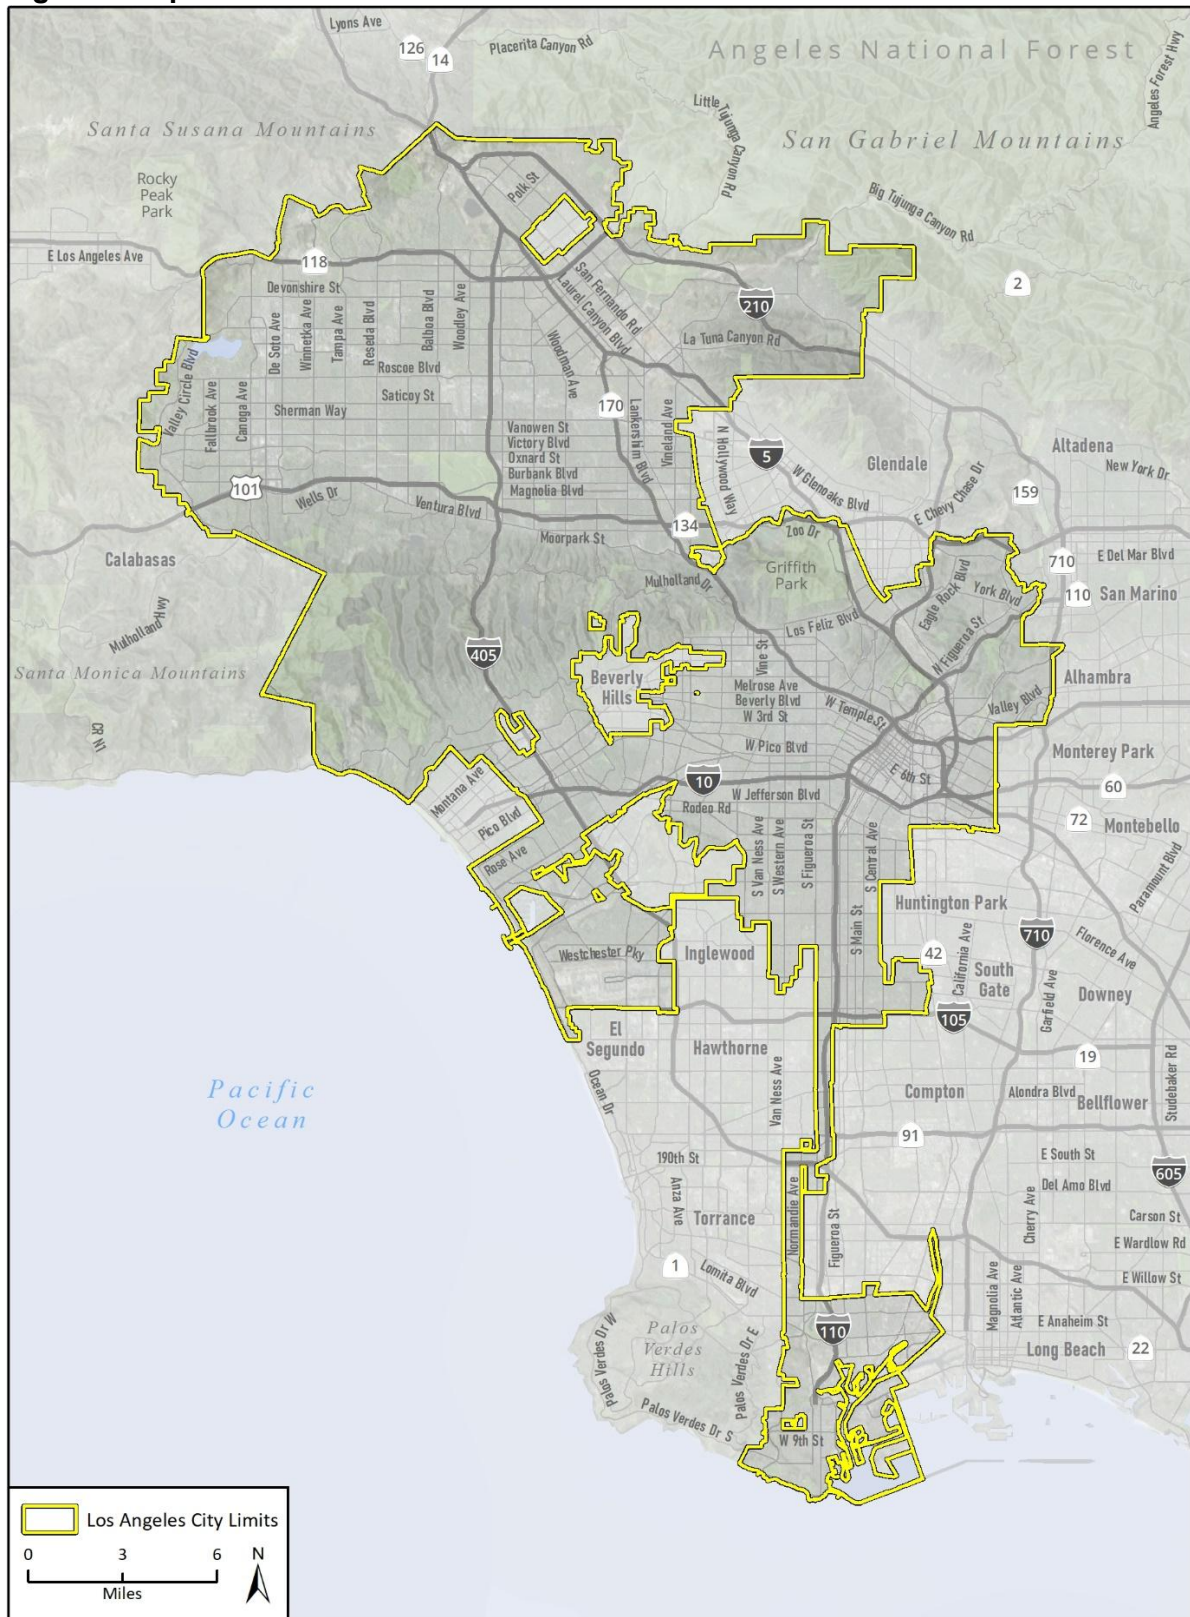 Lyons Ave
126
14
Placerita Canyon Rd
Angeles National Forest
Angeles Forest Hwy
Santa Susana Mountains
Little Tujunga Canyon Rd
San Gabriel Mountains
Rocky
Peak
Park
Polk St
Big Tujunga Canyon Rd
E Los Angeles Ave
118
2
Devonshire St
San Fernando Rd
Laurel Canyon Blvd
210
De Soto Ave
Winnetka Ave
Tampa Ave
Reseda Blvd
Balboa Blvd
Woodley Ave
La Tuna Canyon Rd
Valley Circle Blvd
Woodman Ave
Roscoe Blvd
Fallbrook Ave
Canoga Ave
Saticoy St
Sherman Way
170
Lankershim Blvd
Vineland Ave
N Hollywood Way
Vanowen St
Victory Blvd
Oxnard St
Burbank Blvd
Magnolia Blvd
5
Glendale
Altadena
New York Dr
W Glenoaks Blvd
E Chevy Chase Dr
159
101
Wells Dr
Ventura Blvd
134
Zoo Dr
Moorpark St
Calabasas
710
E Del Mar Blvd
Griffith
Park
Mulholland Dr
Eagle Rock Blvd
York Blvd
110
San Marino
Mulholland Hwy
Los Feliz Blvd
N Figueroa St
405
Santa Monica Mountains
Beverly
Hills
Vine St
Melrose Ave
Beverly Blvd
W 3rd St
W Temple St
Alhambra
Valley Blvd
CR N1
W Pico Blvd
Monterey Park
E 6th St
Montana Ave
10
W Jefferson Blvd
Rodeo Rd
60
72
Montebello
Pico Blvd
Rose Ave
S Van Ness Ave
S Western Ave
S Figueroa St
S Central Ave
Paramount Blvd
Huntington Park
S Main St
710
Florence Ave
Westchester Pky
Inglewood
42
California Ave
South
Gate
Garfield Ave
Downey
105
El
Segundo
Hawthorne
19
Studebaker Rd
Pacific
Ocean
Ocean Dr
Van Ness Ave
Compton
Alondra Blvd
Bellflower
91
190th St
E South St
605
Anza Ave
Normandie Ave
Del Amo Blvd
Torrance
Figueroa St
Cherry Ave
Carson St
E Wardlow Rd
1
Lomita Blvd
Magnolia Ave
Atlantic Ave
E Willow St
Palos Verdes Dr W
Palos
Verdes
Hills
Palos Verdes Dr E
110
E Anaheim St
Long Beach
22
Palos Verdes Dr S
W 9th St
Los Angeles City Limits
0
3
6
N
Miles